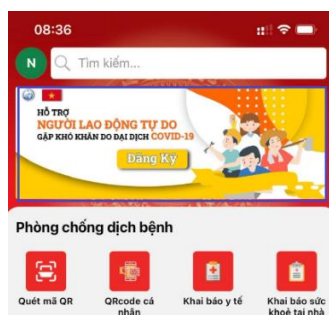 08:36
N
Tìm kiếm...
HỖ TRỢ
NGƯỜI LAO ĐỘNG TỰ DO
GẶP KHÓ KHĂN DO ĐẠI DỊCH COVID-19
Đăng Ký
Phòng chống dịch bệnh
Quét mã QR
QRcode cá
nhân
Khai báo y tế
Khai báo sức
khoẻ tại nhà